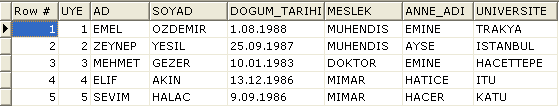 Row # UYE AD SOYAD DOGUM_TARIHI MESLEK ANNE_ADI UNIVERSITE
1 1 EMEL OZDEMIR 1.08.1988 MUHENDIS EMINE TRAKYA
2 2 ZEYNEP YESIL 25.09.1987 MUHENDIS AYSE ISTANBUL
3 3 MEHMET GEZER 10.01.1983 DOKTOR EMINE HACETTEPE
4 4 ELIF AKIN 13.12.1986 MIMAR HATICE ITU
5 5 SEVIM HALAC 9.09.1986 MIMAR HACER KATU